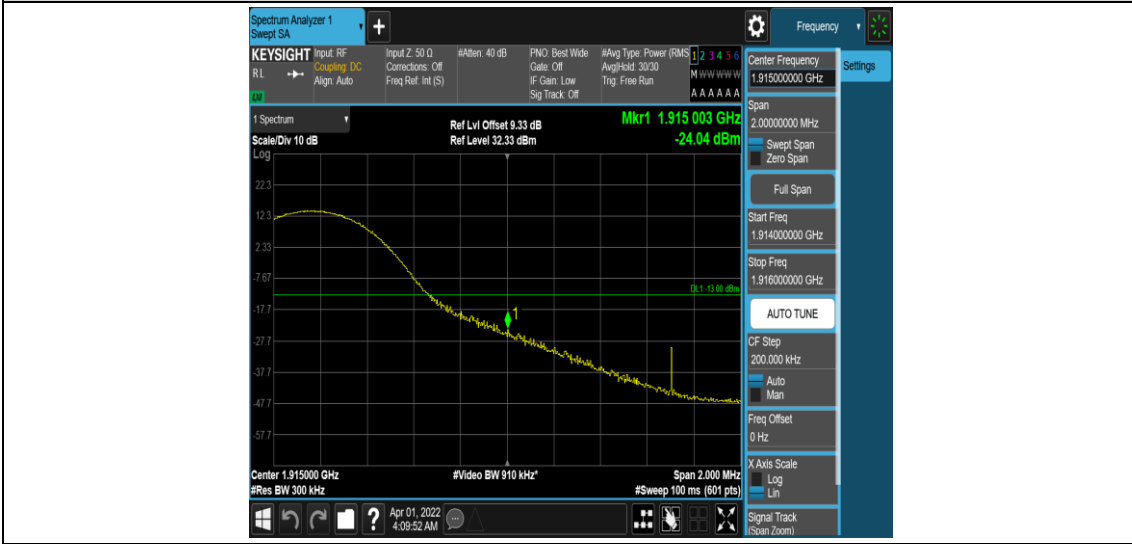 Spectrum Analyzer 1
Swept SA
Frequency
KEYSIGHT
RL
Input: RF
Coupling: DC
Align: Auto
Input Z: 50 Ω
Corrections: Off
Freq Ref: Int (S)
#Atten: 40 dB
PNO: Best Wide
Gate: Off
IF Gain: Low
Sig Track: Off
#Avg Type: Power (RMS
Avg|Hold: 30/30
Trig: Free Run
1 2 3 4 5 6
M W W W W W
A A A A A A
1 Spectrum
Scale/Div 10 dB
Log
Ref Lvl Offset 9.33 dB
Ref Level 32.33 dBm
Mkr1 1.915 003 GHz
-24.04 dBm
22.3
12.3
2.33
-7.67
-17.7
-27.7
-37.7
-47.7
-57.7
DL1 -13.00 dBm
1
Center 1.915000 GHz
#Res BW 300 kHz
#Video BW 910 kHz*
Span 2.000 MHz
#Sweep 100 ms (601 pts)
Apr 01, 2022
4:09:52 AM
Center Frequency
1.915000000 GHz
Settings
Span
2.00000000 MHz
Swept Span
Zero Span
Full Span
Start Freq
1.914000000 GHz
Stop Freq
1.916000000 GHz
AUTO TUNE
CF Step
200.000 kHz
Auto
Man
Freq Offset
0 Hz
X Axis Scale
Log
Lin
Signal Track
(Span Zoom)